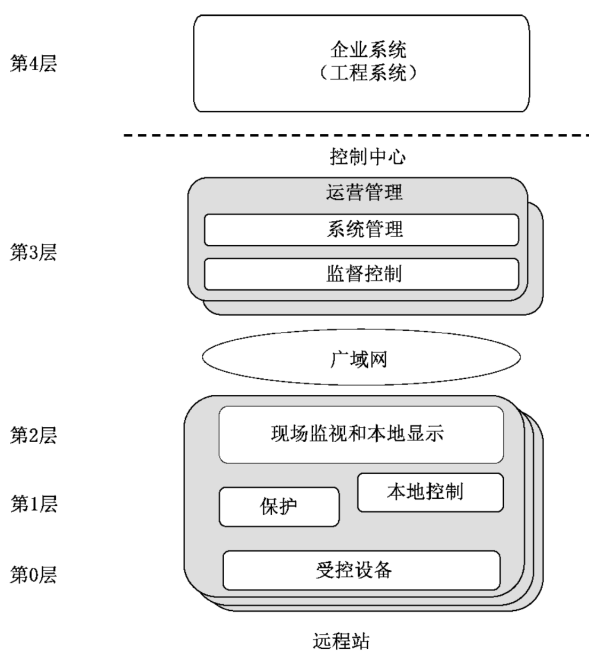 第4层
企业系统
（工程系统）
控制中心
运营管理
系统管理
第3层
监督控制
广域网
第2层
现场监视和本地显示
本地控制
第1层
保护
第0层
受控设备
远程站